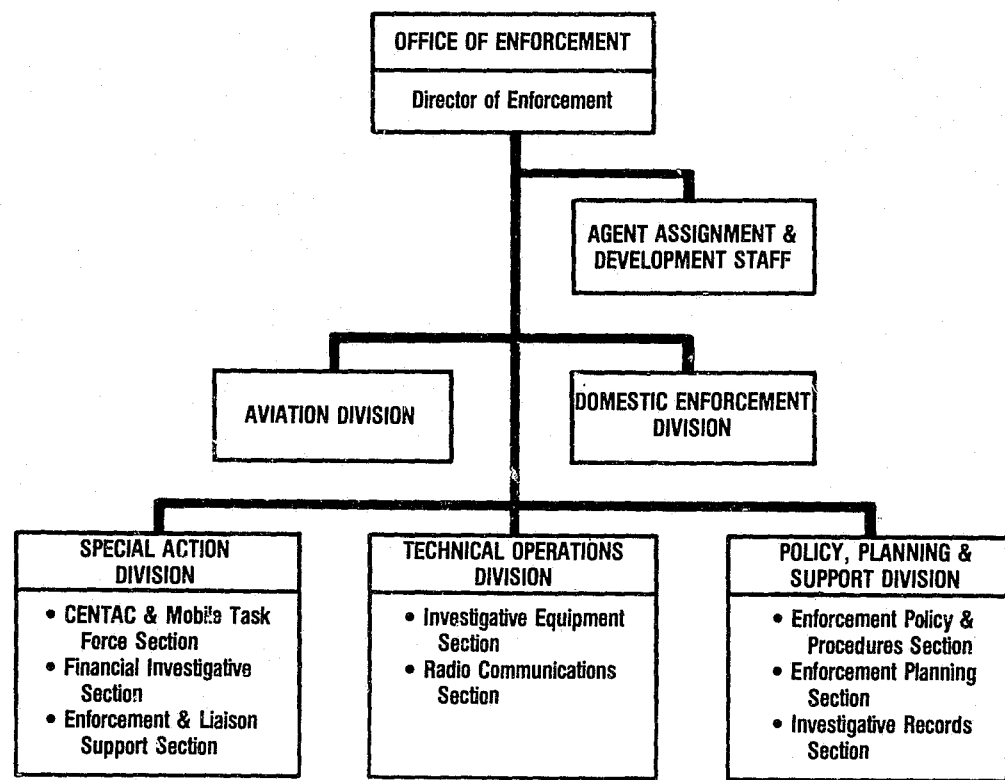 OFFICE OF ENFORCEMENT
Director of Enforcement
AGENT ASSIGNMENT &
DEVELOPMENT STAFF
AVIATION DIVISION
DOMESTIC ENFORCEMENT
DIVISION
SPECIAL ACTION
DIVISION
• CENTAC & Mobile Task
Force Section
• Financial Investigative
Section
• Enforcement & Liaison
Support Section
TECHNICAL OPERATIONS
DIVISION
• Investigative Equipment
Section
• Radio Communications
Section
POLICY, PLANNING &
SUPPORT DIVISION
• Enforcement Policy &
Procedures Section
• Enforcement Planning
Section
• Investigative Records
Section